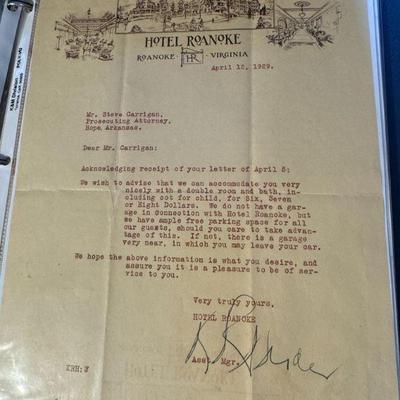 HOTEL ROANOKE
ROANOKE HR VIRGINIA
April 12, 1929.
Mr. Steve Carrigan,
Prosecuting Attorney,
Hope, Arkansas.
Dear Mr. Carrigan:
Acknowledging receipt of your letter of April 5:
We wish to advise that we can accommodate you very
nicely with a double room and bath, in-
cluding cot for child, for Six, Seven
or Eight Dollars. We do not have a gar-
age in Connection with Hotel Roanoke, but
we have ample free parking space for all
our guests, should you care to take advan-
tage of this. If not, there is a garage
very near, in which you may leave your car.
We hope the above information is what you desire, and
assure you it is a pleasure to be of ser-
vice to you.
Very truly yours,
HOTEL ROANOKE
Asst. Mgr.
KRH:W